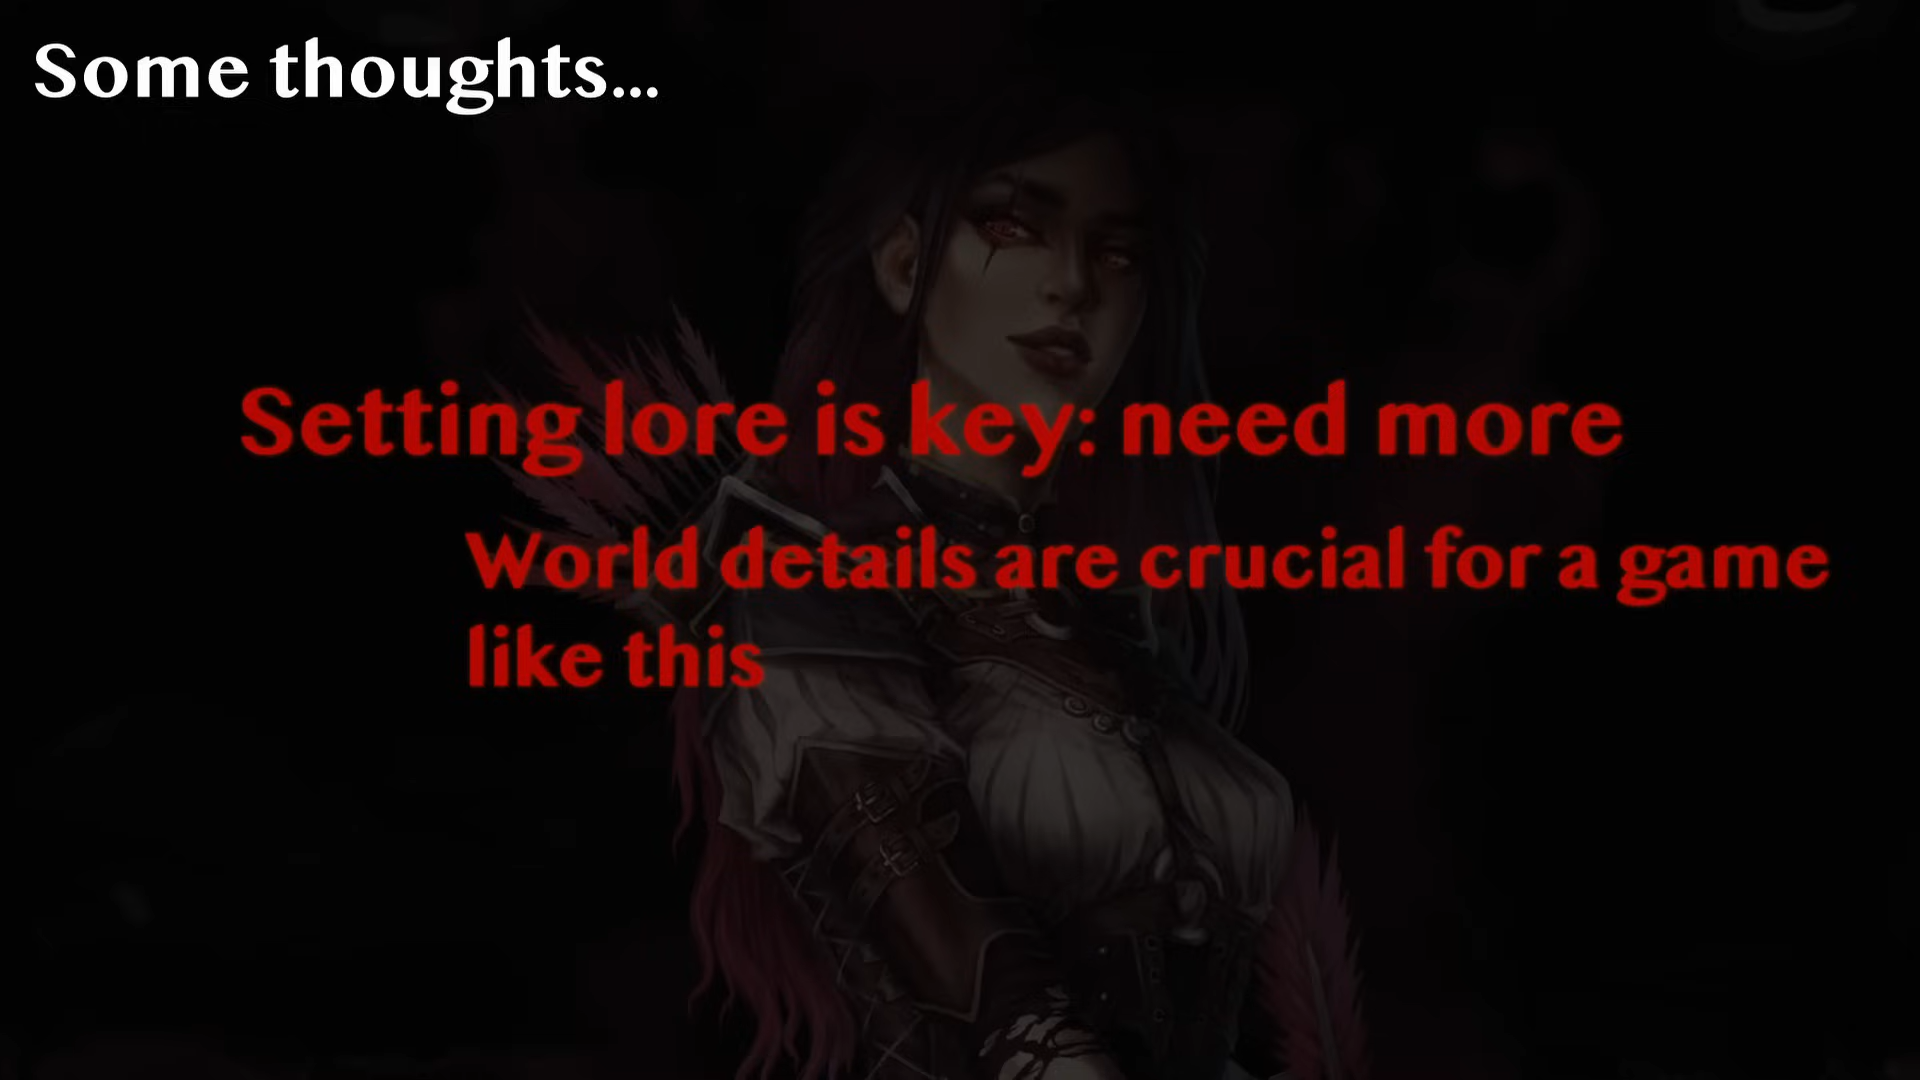 Some thoughts...
Setting lore is key: need more
World details are crucial for a game
like this